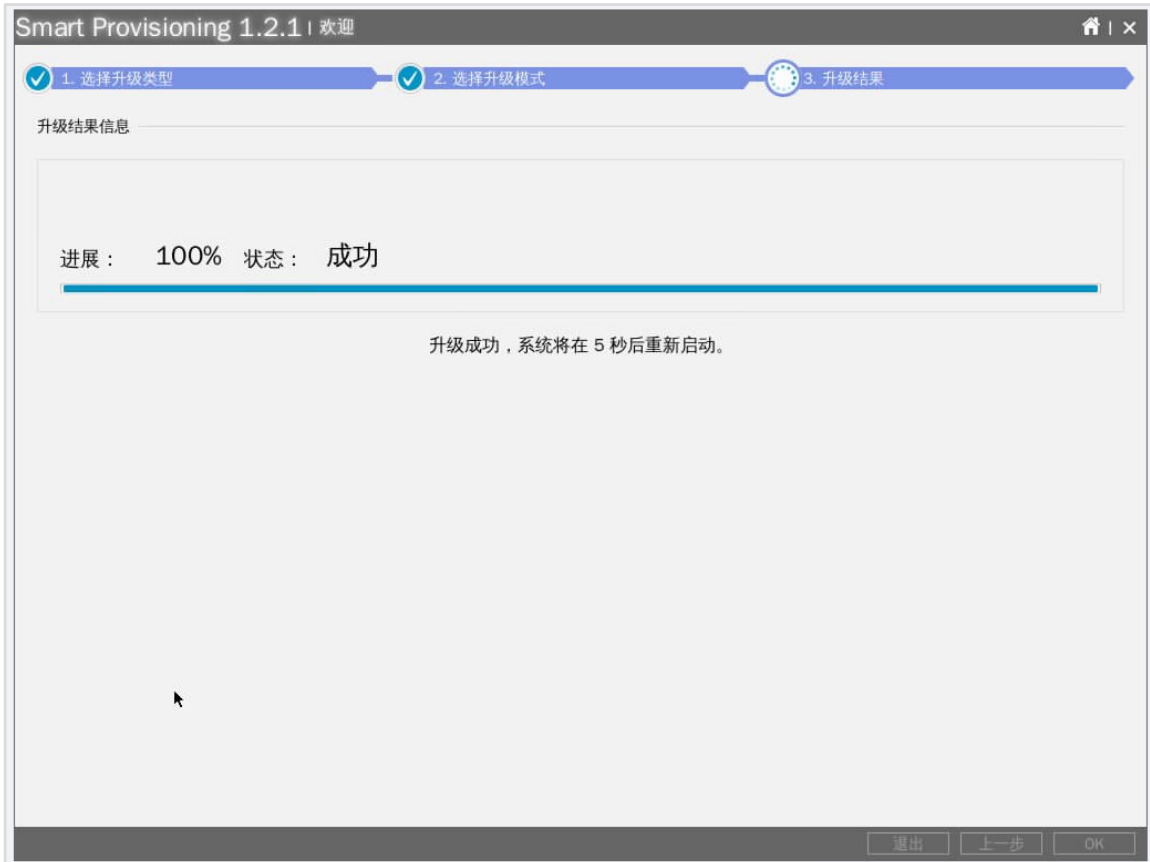 Smart Provisioning 1.2.1 | 欢迎
1. 选择升级类型
2. 选择升级模式
3. 升级结果
升级结果信息
进展： 100% 状态： 成功
升级成功，系统将在 5 秒后重新启动。
退出 上一步 OK